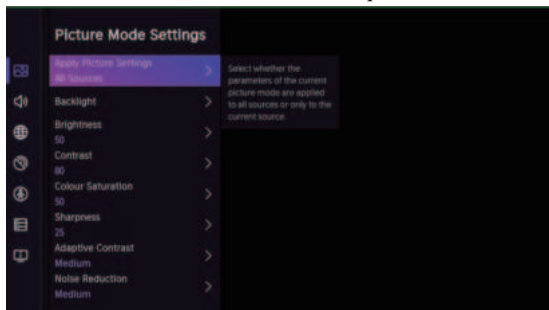 Picture Mode Settings
Apply Picture Settings
All Sources
Select whether the
parameters of the current
picture mode are applied
to all sources or only to the
current source.
Backlight
Brightness
50
Contrast
80
Colour Saturation
50
Sharpness
25
Adaptive Contrast
Medium
Noise Reduction
Medium